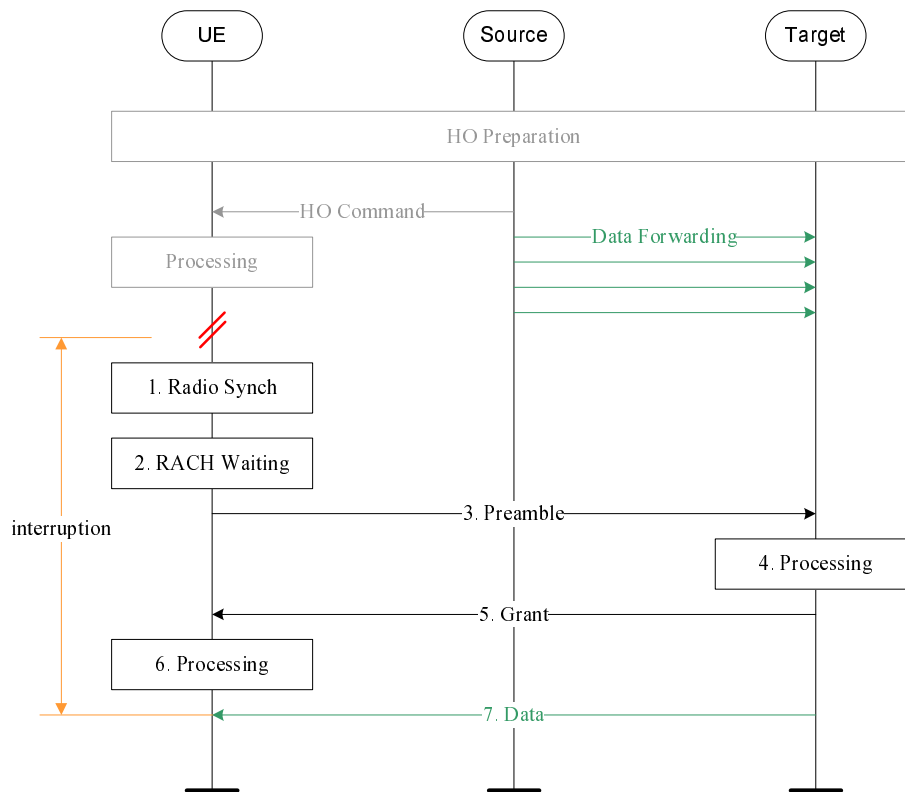 UE
Source
Target
HO Preparation
HO Command
Data Forwarding
Processing
1. Radio Synch
2. RACH Waiting
3. Preamble
interruption
4. Processing
5. Grant
6. Processing
7. Data